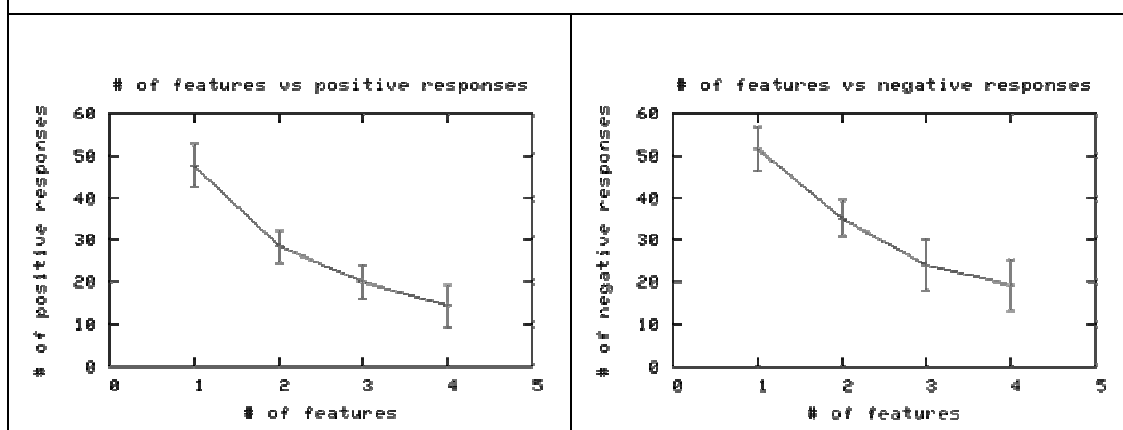 # of features vs positive responses
# of positive responses
60
50
40
30
20
10
0
0 1 2 3 4 5
# of features
# of features vs negative responses
# of negative responses
60
50
40
30
20
10
0
0 1 2 3 4 5
# of features